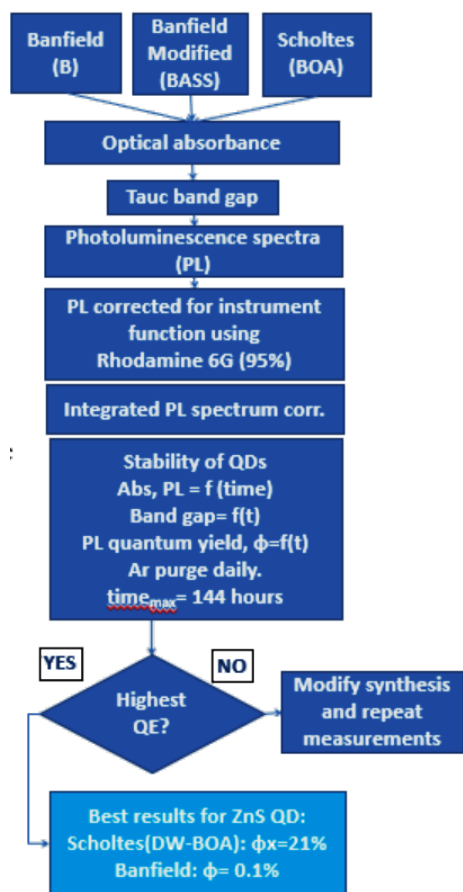 Banfield
(B)
Banfield
Modified
(BASS)
Scholtes
(BOA)
Optical absorbance
Tauc band gap
Photoluminescence spectra
(PL)
PL corrected for instrument
function using
Rhodamine 6G (95%)
Integrated PL spectrum corr.
Stability of QDs
Abs, PL = f (time)
Band gap= f(t)
PL quantum yield, ϕ=f(t)
Ar purge daily.
timemax= 144 hours
YES
NO
Highest
QE?
Modify synthesis
and repeat
measurements
Best results for ZnS QD:
Scholtes(DW-BOA): ϕx=21%
Banfield: ϕ= 0.1%